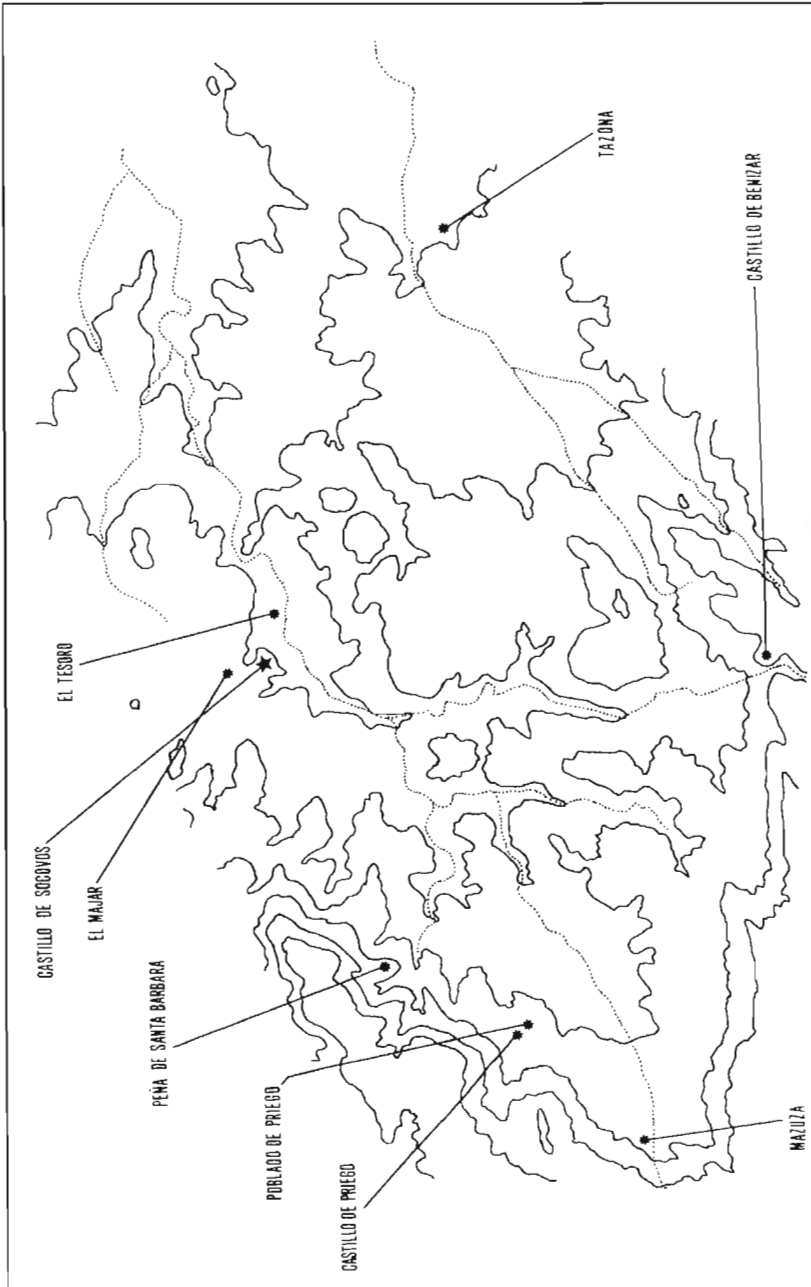 CASTILLO DE SOCOVOS
EL MAJAR
EL TESORO
PEÑA DE SANTA BARBARA
POBLADO DE PRIEGO
CASTILLO DE PRIEGO
MAZUZA
CASTILLO DE BENIZAR
TAZONA